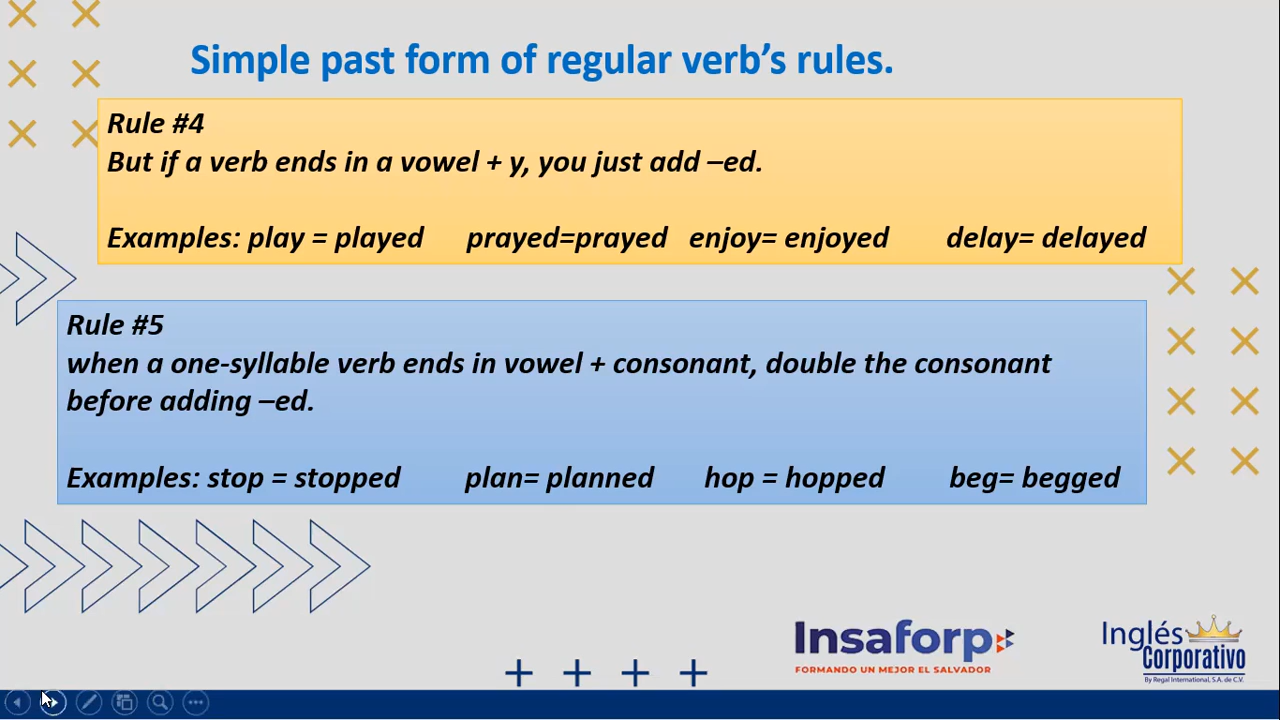 Simple past form of regular verb's rules.
Rule #4
But if a verb ends in a vowel + y, you just add –ed.
Examples: play = played prayed=prayed enjoy= enjoyed delay= delayed
Rule #5
when a one-syllable verb ends in vowel + consonant, double the consonant
before adding –ed.
Examples: stop = stopped plan= planned hop = hopped beg= begged
Insaforp
FORMANDO UN MEJOR EL SALVADOR
Inglés
Corporativo
By Regal International, S.A. de C.V.